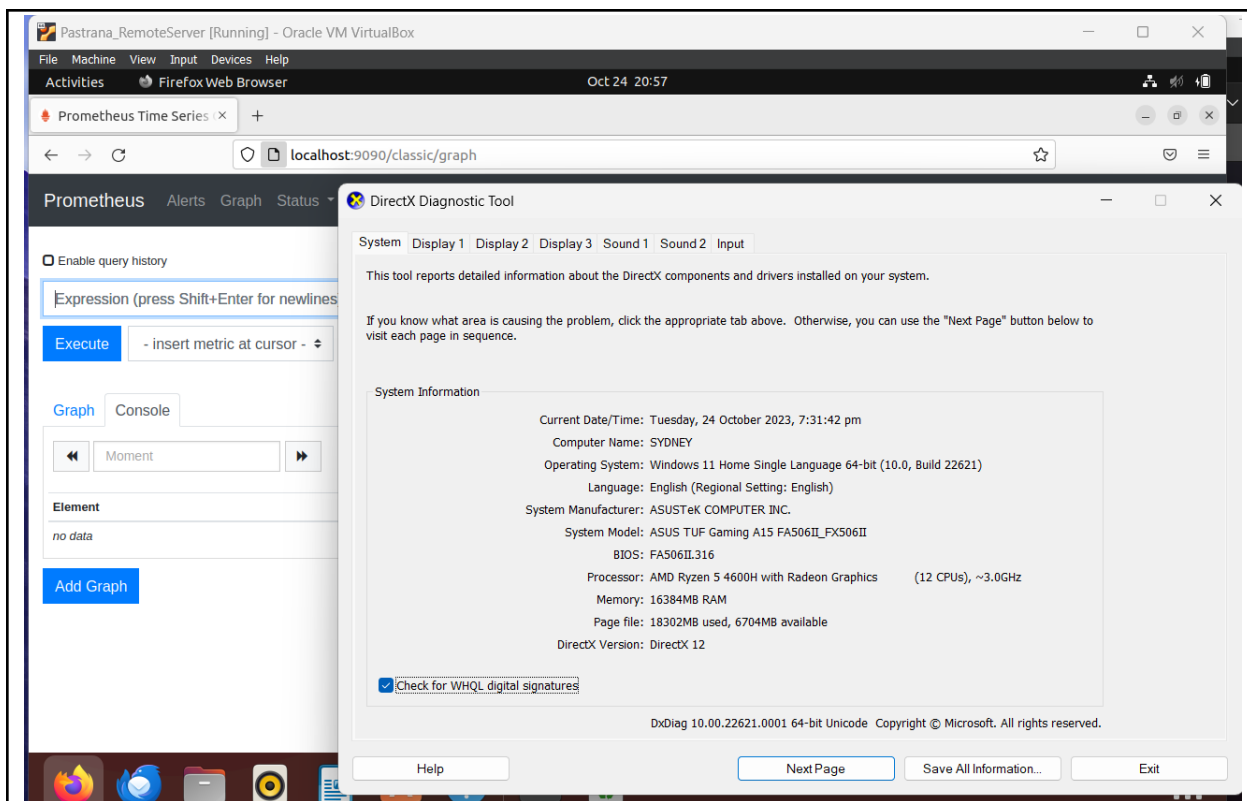 Pastrana_RemoteServer [Running] - Oracle VM VirtualBox
File Machine View Input Devices Help
Activities Firefox Web Browser Oct 24 20:57
Prometheus Time Series
localhost:9090/classic/graph
Prometheus Alerts Graph Status
Enable query history
Expression (press Shift+Enter for newlines
Execute - insert metric at cursor -
Graph Console
Moment
Element
no data
Add Graph
DirectX Diagnostic Tool
System Display 1 Display 2 Display 3 Sound 1 Sound 2 Input
This tool reports detailed information about the DirectX components and drivers installed on your system.
If you know what area is causing the problem, click the appropriate tab above. Otherwise, you can use the "Next Page" button below to
visit each page in sequence.
System Information
Current Date/Time: Tuesday, 24 October 2023, 7:31:42 pm
Computer Name: SYDNEY
Operating System: Windows 11 Home Single Language 64-bit (10.0, Build 22621)
Language: English (Regional Setting: English)
System Manufacturer: ASUSTeK COMPUTER INC.
System Model: ASUS TUF Gaming A15 FA506II_FX506II
BIOS: FA506II.316
Processor: AMD Ryzen 5 4600H with Radeon Graphics (12 CPUs), ~3.0GHz
Memory: 16384MB RAM
Page file: 18302MB used, 6704MB available
DirectX Version: DirectX 12
Check for WHQL digital signatures
DxDiag 10.00.22621.0001 64-bit Unicode Copyright © Microsoft. All rights reserved.
Help Next Page Save All Information... Exit